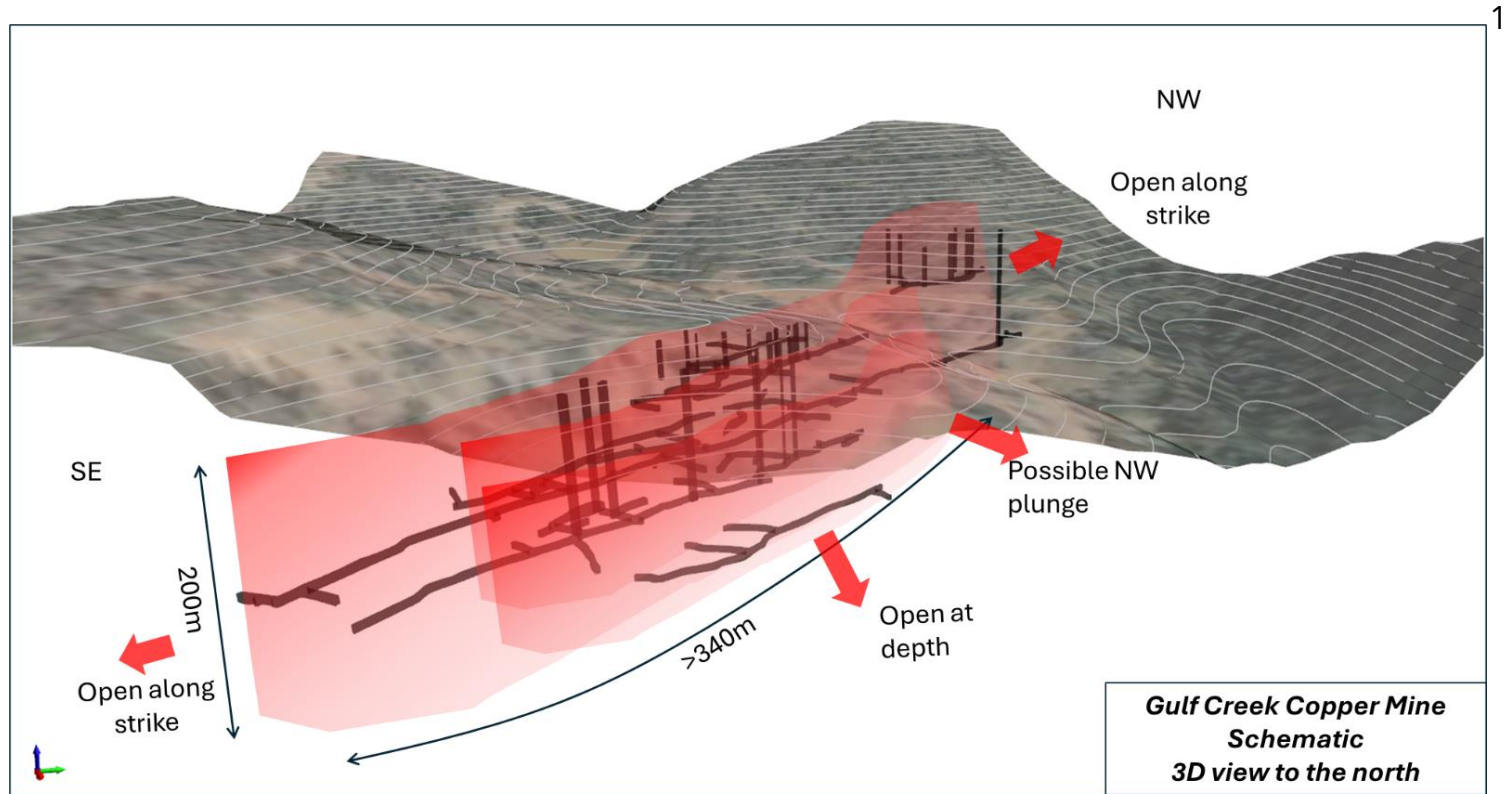 1
NW
Open along
strike
SE
Possible NW
plunge
200m
Open at
depth
>340m
Open along
strike
Gulf Creek Copper Mine
Schematic
3D view to the north